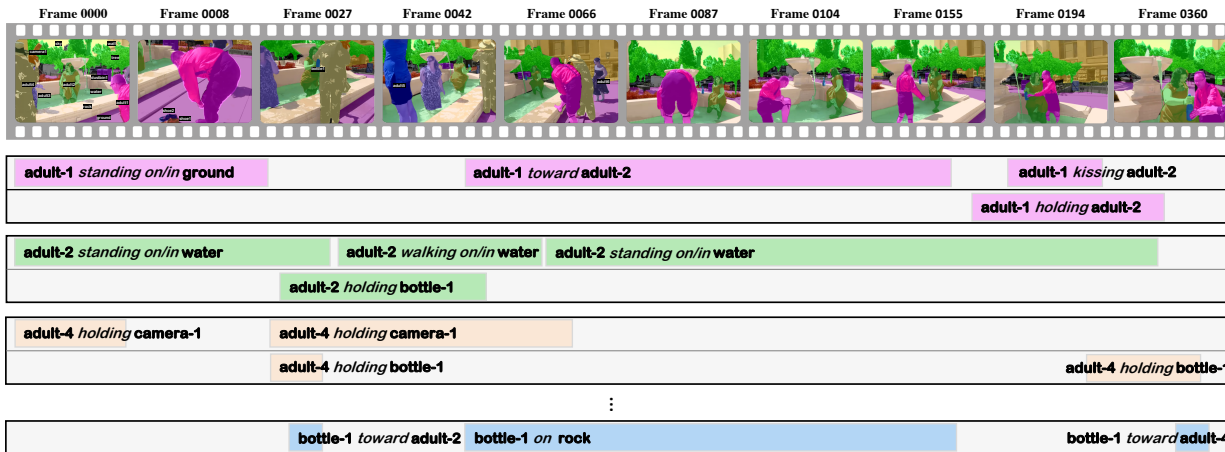 Frame 0000 Frame 0008 Frame 0027 Frame 0042 Frame 0066 Frame 0087 Frame 0104 Frame 0155 Frame 0194 Frame 0360
adult-1 standing on/in ground adult-1 toward adult-2 adult-1 kissing adult-2
adult-1 holding adult-2
adult-2 standing on/in water adult-2 walking on/in water adult-2 standing on/in water
adult-2 holding bottle-1
adult-4 holding camera-1 adult-4 holding camera-1
adult-4 holding bottle-1 adult-4 holding bottle-1
⋮
bottle-1 toward adult-2 bottle-1 on rock bottle-1 toward adult-4